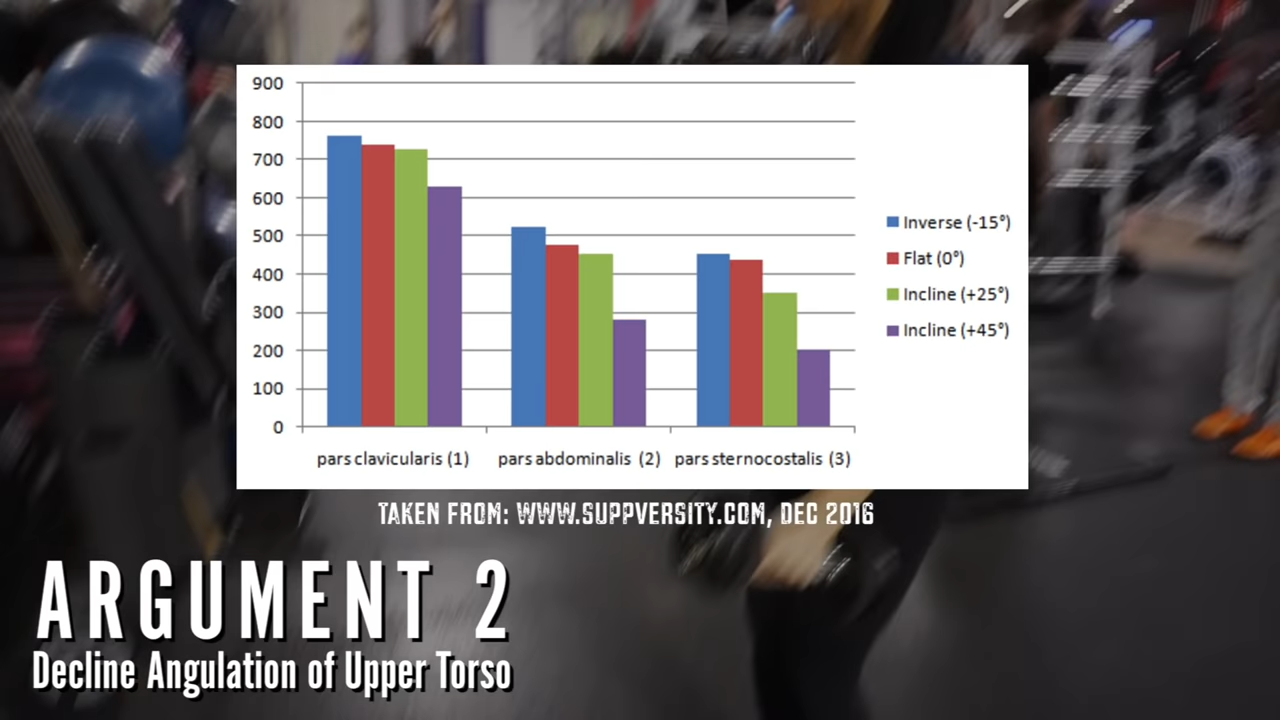 900
800
700
600
500
400
300
200
100
0
pars clavicularis (1)
pars abdominalis (2)
pars sternocostalis (3)
Inverse (-15°)
Flat (0°)
Incline (+25°)
Incline (+45°)
TAKEN FROM: WWW.SUPPVERSITY.COM, DEC 2016
ARGUMENT 2
Decline Angulation of Upper Torso